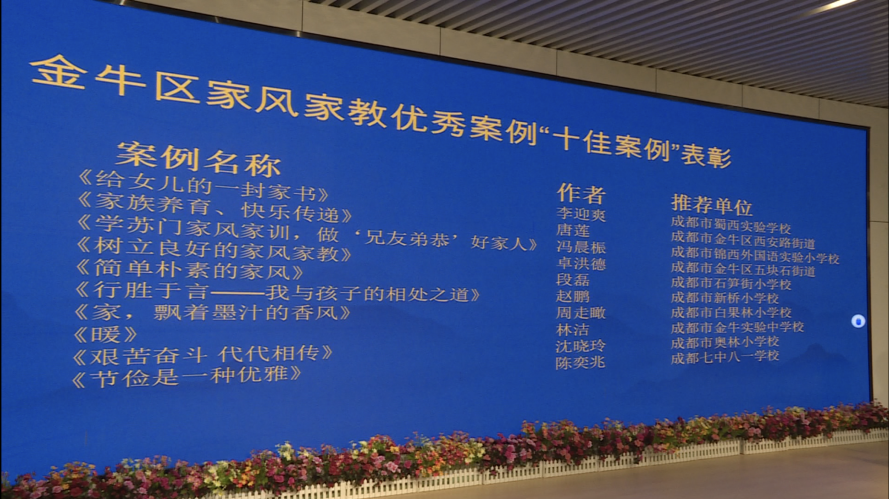 金牛区家风家教优秀案例“十佳案例”表彰
案例名称 作者 推荐单位
《给女儿的一封家书》 李迎爽 成都市蜀西实验学校
《家族养育、快乐传递》 唐莲 成都市金牛区西安路街道
《学苏门家风家训，做‘兄友弟恭’好家人》 冯晨桭 成都市锦西外国语实验小学校
《树立良好的家风家教》 卓洪德 成都市金牛区五块石街道
《简单朴素的家风》 段磊 成都市石笋街小学校
《行胜于言——我与孩子的相处之道》 赵鹏 成都市新桥小学校
《家，飘着墨汁的香风》 周走瞰 成都市白果林小学校
《暖》 林洁 成都市金牛实验中学校
《艰苦奋斗 代代相传》 沈晓玲 成都市奥林小学校
《节俭是一种优雅》 陈奕兆 成都七中八一学校